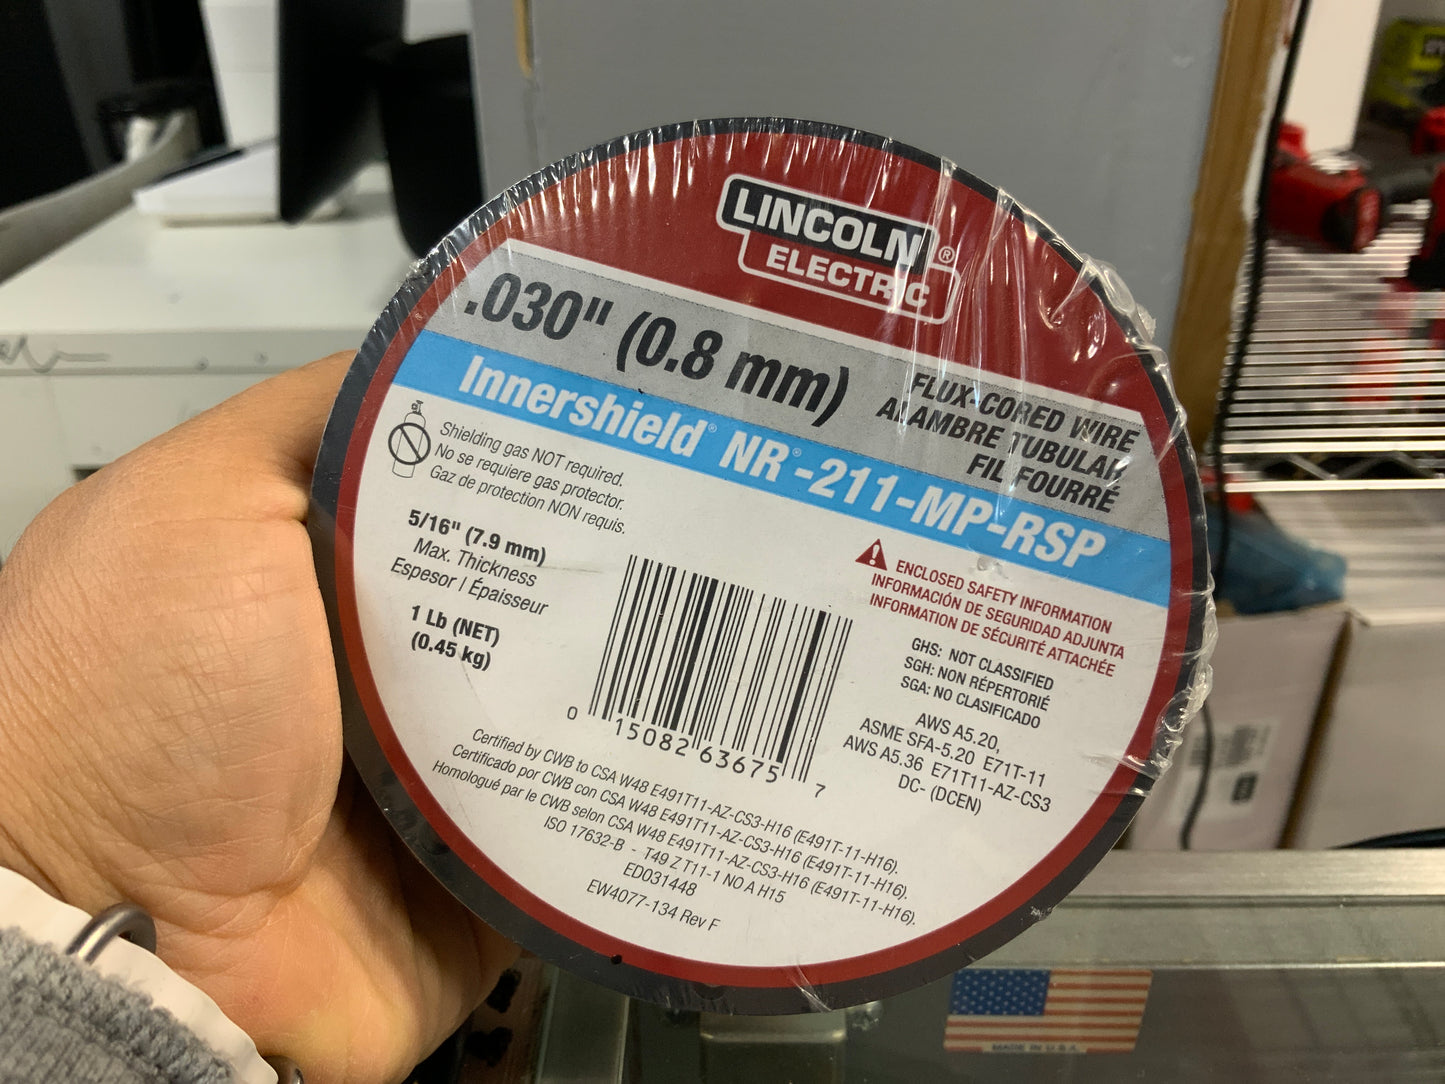 LINCOLN®
ELECTRIC
.030" (0.8 mm)
FLUX-CORED WIRE
ALAMBRE TUBULAR
FIL FOURRÉ
Innershield® NR®-211-MP-RSP
Shielding gas NOT required.
No se requiere gas protector.
Gaz de protection NON requis.
5/16" (7.9 mm)
Max. Thickness
Espesor / Épaisseur
1 Lb (NET)
(0.45 kg)
ENCLOSED SAFETY INFORMATION
INFORMACIÓN DE SEGURIDAD ADJUNTA
INFORMATION DE SÉCURITÉ ATTACHÉE
GHS: NOT CLASSIFIED
SGH: NON RÉPERTORIÉ
SGA: NO CLASIFICADO
AWS A5.20,
ASME SFA-5.20 E71T-11
AWS A5.36 E71T11-AZ-CS3
DC- (DCEN)
0 15082 63675 7
Certified by CWB to CSA W48 E491T11-AZ-CS3-H16 (E491T-11-H16).
Certificado por CWB con CSA W48 E491T11-AZ-CS3-H16 (E491T-11-H16).
Homologué par le CWB selon CSA W48 E491T11-AZ-CS3-H16 (E491T-11-H16).
ISO 17632-B - T49 Z T11-1 NO A H15
ED031448
EW4077-134 Rev F
MADE IN U.S.A.